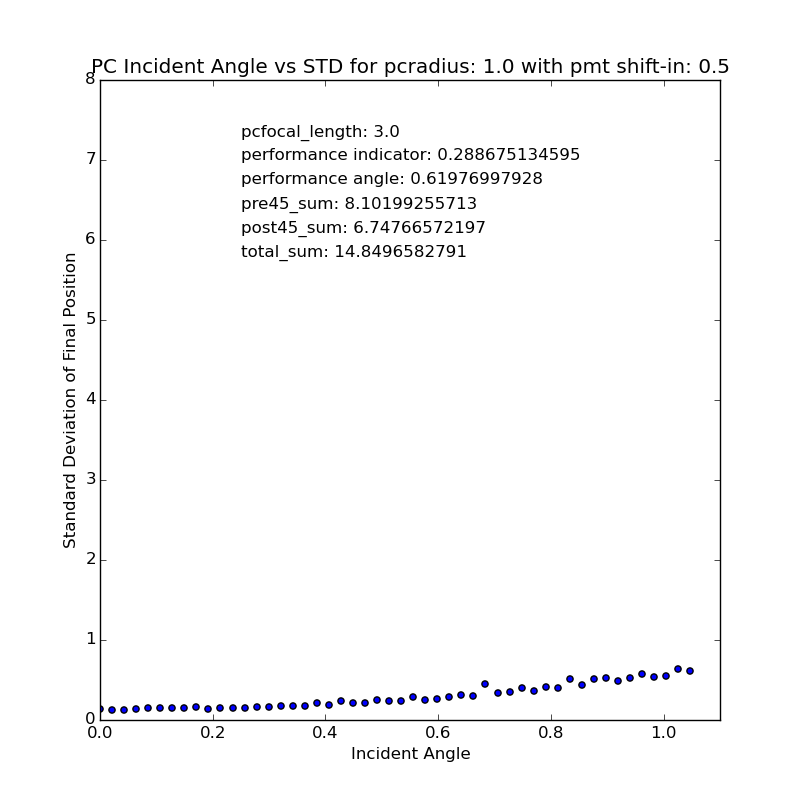 PC Incident Angle vs STD for pcradius: 1.0 with pmt shift-in: 0.5
8
7
6
5
4
3
2
1
0
Standard Deviation of Final Position
pcfocal_length: 3.0
performance indicator: 0.288675134595
performance angle: 0.61976997928
pre45_sum: 8.10199255713
post45_sum: 6.74766572197
total_sum: 14.8496582791
0.0 0.2 0.4 0.6 0.8 1.0
Incident Angle